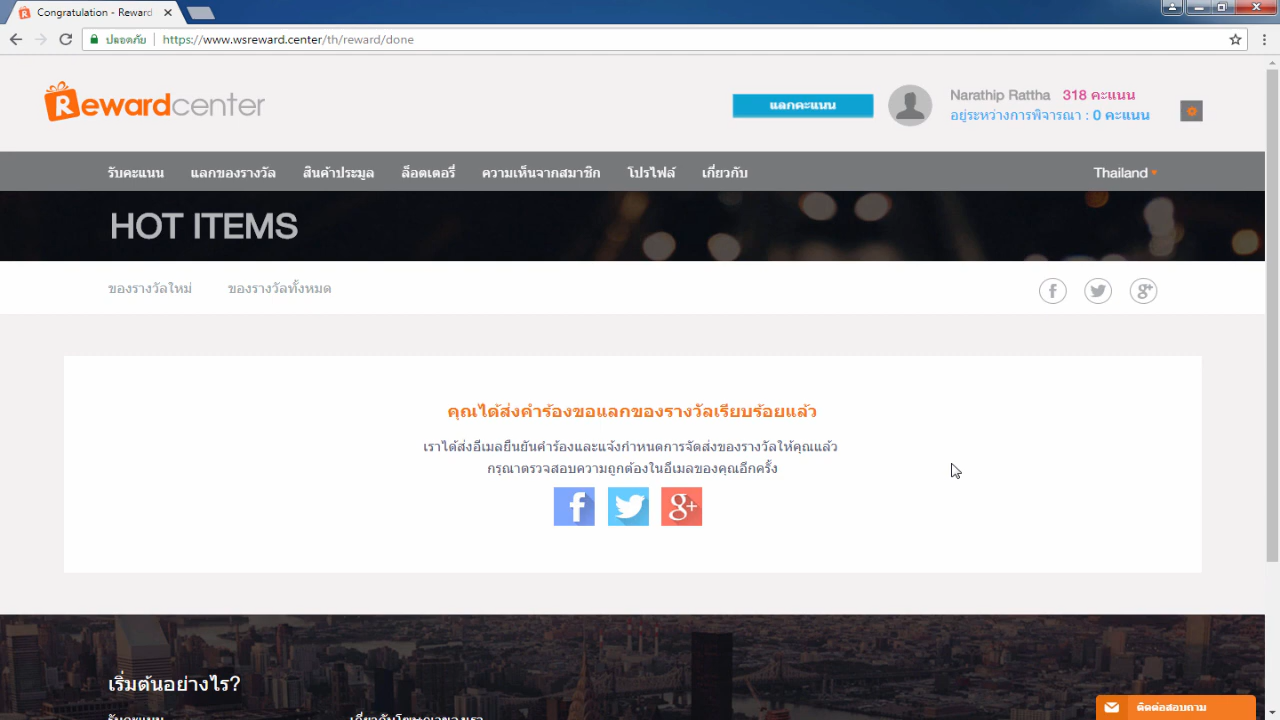 Congratulation - Reward
ปลอดภัย https://www.wsreward.center/th/reward/done
Rewardcenter
แลกคะแนน
Narathip Rattha 318 คะแนน
อยู่ระหว่างการพิจารณา : 0 คะแนน
รับคะแนน แลกของรางวัล สินค้าประมูล ล็อตเตอรี่ ความเห็นจากสมาชิก โปรไฟล์ เกี่ยวกับ Thailand
HOT ITEMS
ของรางวัลใหม่ ของรางวัลทั้งหมด
คุณได้ส่งคำร้องขอแลกของรางวัลเรียบร้อยแล้ว
เราได้ส่งอีเมลยืนยันคำร้องและแจ้งกำหนดการจัดส่งของรางวัลให้คุณแล้ว
กรุณาตรวจสอบความถูกต้องในอีเมลของคุณอีกครั้ง
เริ่มต้นอย่างไร?
ติดต่อสอบถาม
รับคะแนน